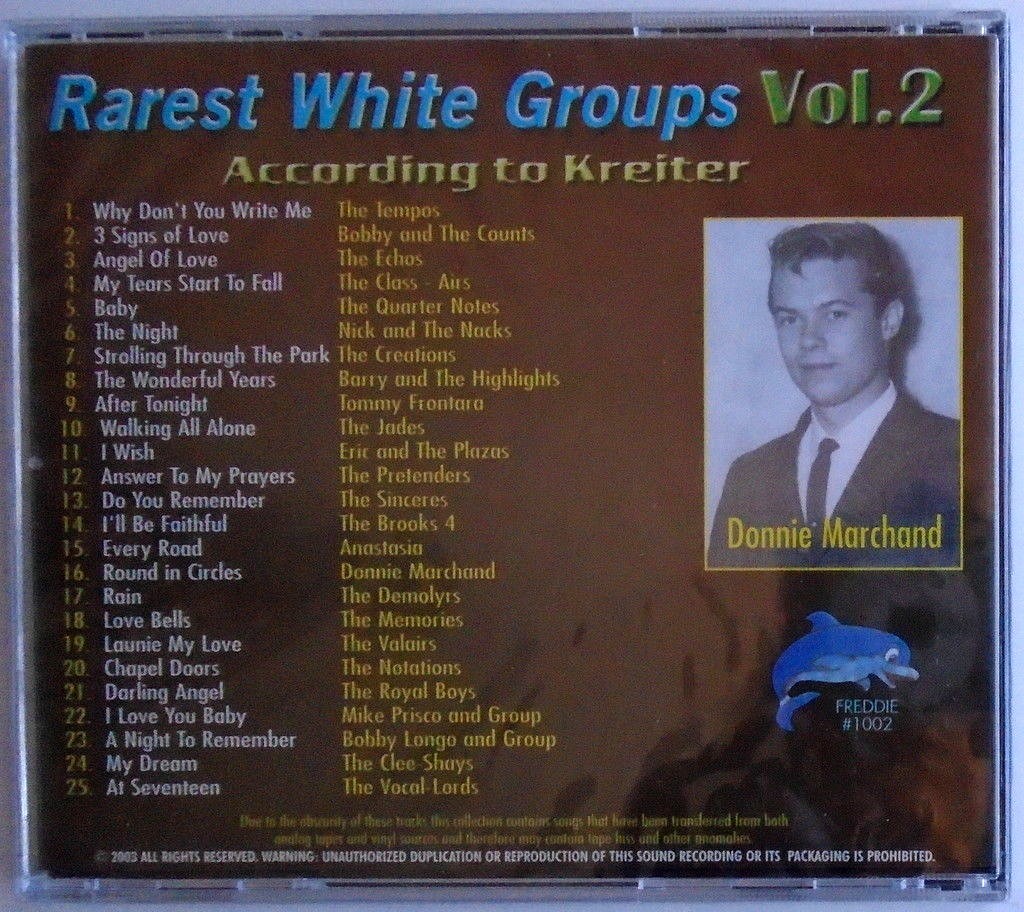 Rarest White Groups Vol.2
According to Kreiter
1. Why Don't You Write Me The Tempos
2. 3 Signs of Love Bobby and The Counts
3. Angel Of Love The Echos
4. My Tears Start To Fall The Class - Airs
5. Baby The Quarter Notes
6. The Night Nick and The Nacks
7. Strolling Through The Park The Creations
8. The Wonderful Years Barry and The Highlights
9. After Tonight Tommy Frontara
10. Walking All Alone The Jades
11. I Wish Eric and The Plazas
12. Answer To My Prayers The Pretenders
13. Do You Remember The Sinceres
14. I'll Be Faithful The Brooks 4
15. Every Road Anastasia
16. Round in Circles Donnie Marchand
17. Rain The Demolyrs
18. Love Bells The Memories
19. Launie My Love The Valairs
20. Chapel Doors The Notations
21. Darling Angel The Royal Boys
22. I Love You Baby Mike Prisco and Group
23. A Night To Remember Bobby Longo and Group
24. My Dream The Clee-Shays
25. At Seventeen The Vocal-Lords
Donnie Marchand
FREDDIE
#1002
Due to the obscurity of these tracks this collection contains songs that have been transferred from both
analog tapes and vinyl sources and therefore may contain tape hiss and other anomalies.
© 2003 ALL RIGHTS RESERVED. WARNING: UNAUTHORIZED DUPLICATION OR REPRODUCTION OF THIS SOUND RECORDING OR ITS PACKAGING IS PROHIBITED.